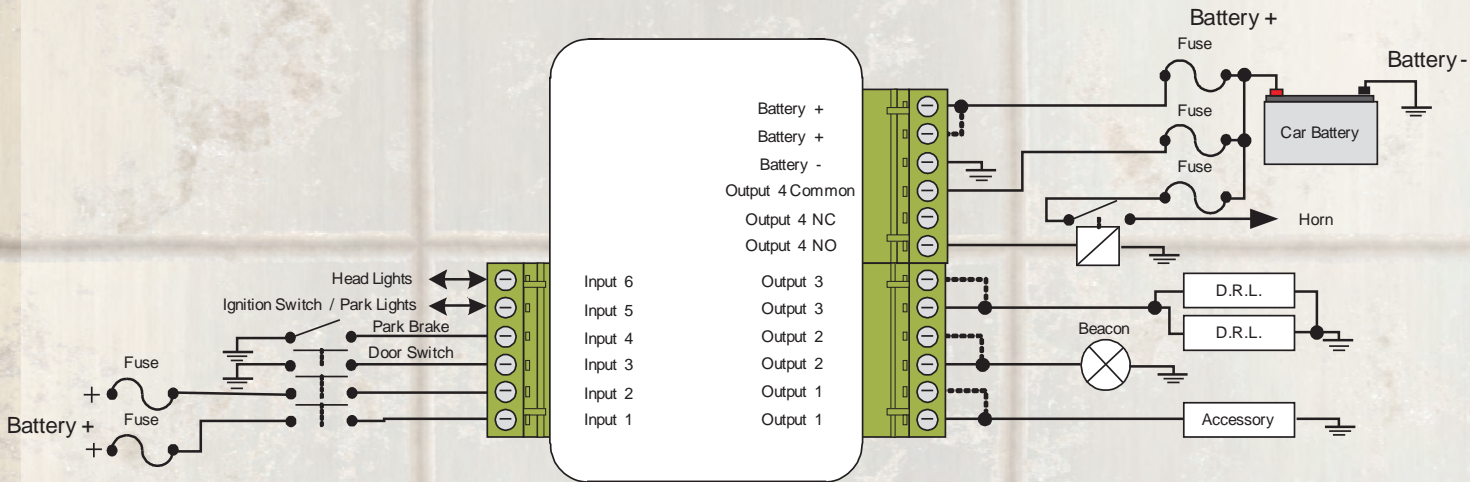 Battery +
Fuse
Battery -
Fuse
Car Battery
Fuse
Horn
Battery +
Battery +
Battery -
Output 4 Common
Output 4 NC
Output 4 NO
Head Lights
Input 6
Output 3
Ignition Switch / Park Lights
Input 5
Output 3
Park Brake
Input 4
Output 2
Door Switch
Input 3
Output 2
Fuse
+
Input 2
Output 1
Battery +
Fuse
+
Input 1
Output 1
D.R.L.
D.R.L.
Beacon
Accessory